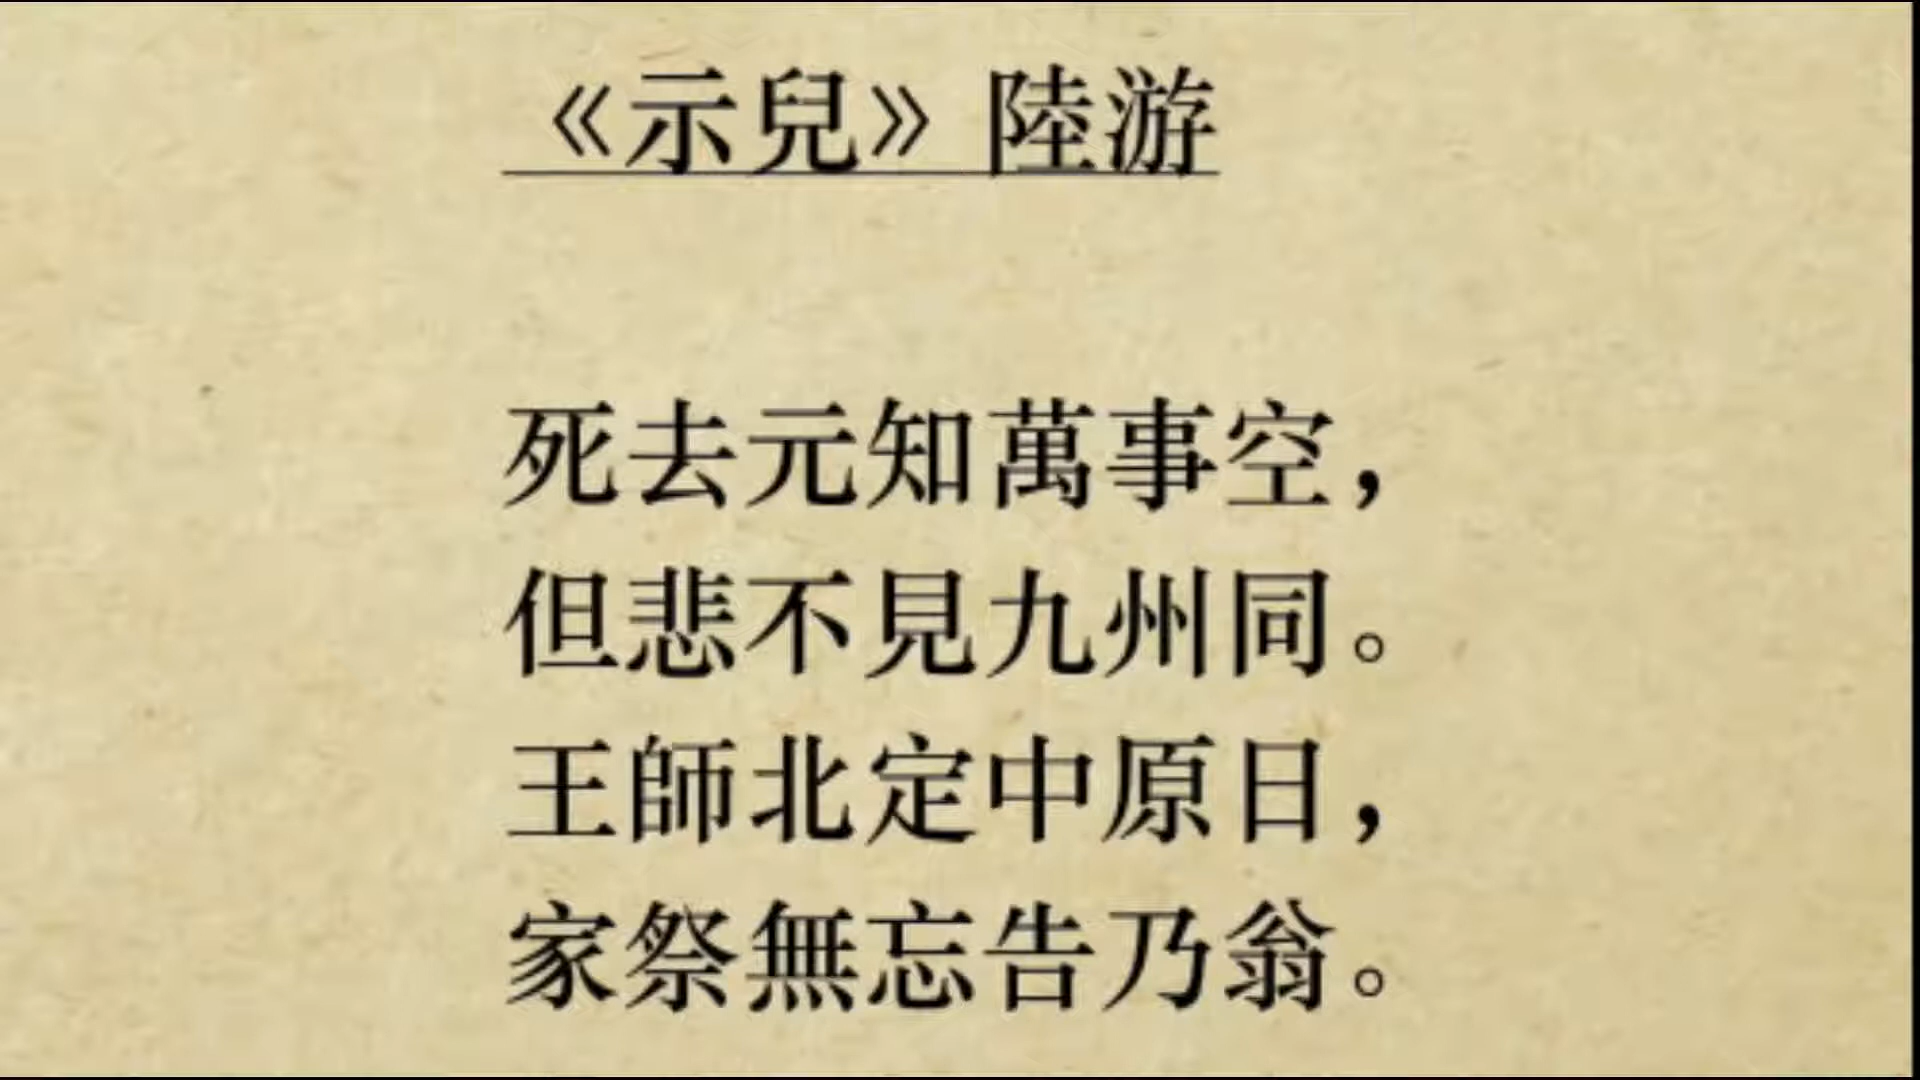 《示兒》陸游
死去元知萬事空，
但悲不見九州同。
王師北定中原日，
家祭無忘告乃翁。